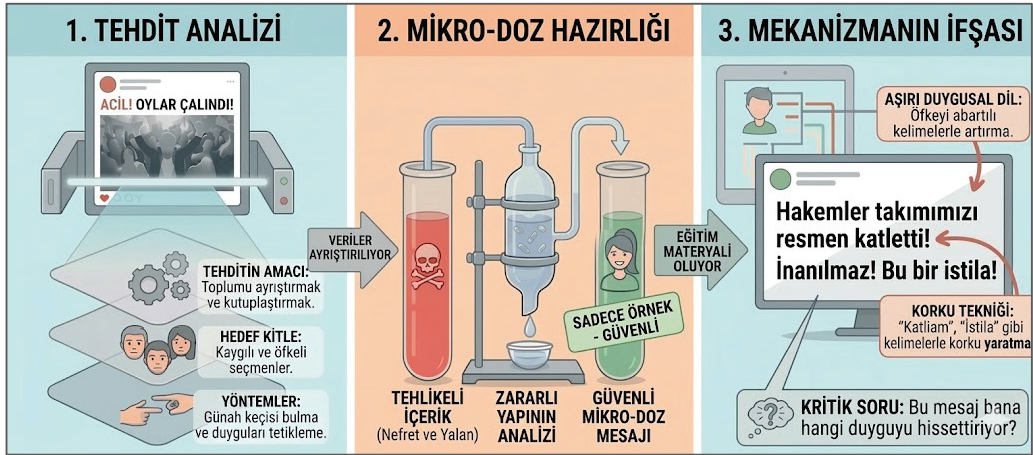 1. TEHDİT ANALİZİ
ACİL! OYLAR ÇALINDI!
TEHDİTİN AMACI:
Toplumu ayrıştırmak
ve kutuplaştırmak.
HEDEF KİTLE:
Kaygılı ve öfkeli
seçmenler.
YÖNTEMLER:
Günah keçisi bulma
ve duyguları tetikleme.
VERİLER
AYRIŞTIRILIYOR
2. MİKRO-DOZ HAZIRLIĞI
SADECE ÖRNEK
- GÜVENLİ
TEHLİKELİ
İÇERİK
(Nefret ve Yalan)
ZARARLI
YAPININ
ANALİZİ
GÜVENLİ
MİKRO-DOZ
MESAJI
EĞİTİM
MATERYALİ
OLUYOR
3. MEKANİZMANIN İFŞASI
AŞIRI DUYGUSAL DİL:
Öfkeyi abartılı
kelimelerle artırma.
Hakemler takımımızı
resmen katletti!
İnanılmaz! Bu bir istila!
KORKU TEKNİĞİ:
"Katliam", "İstila" gibi
kelimelerle korku yaratma
KRİTİK SORU: Bu mesaj bana
hangi duyguyu hissettiriyor?